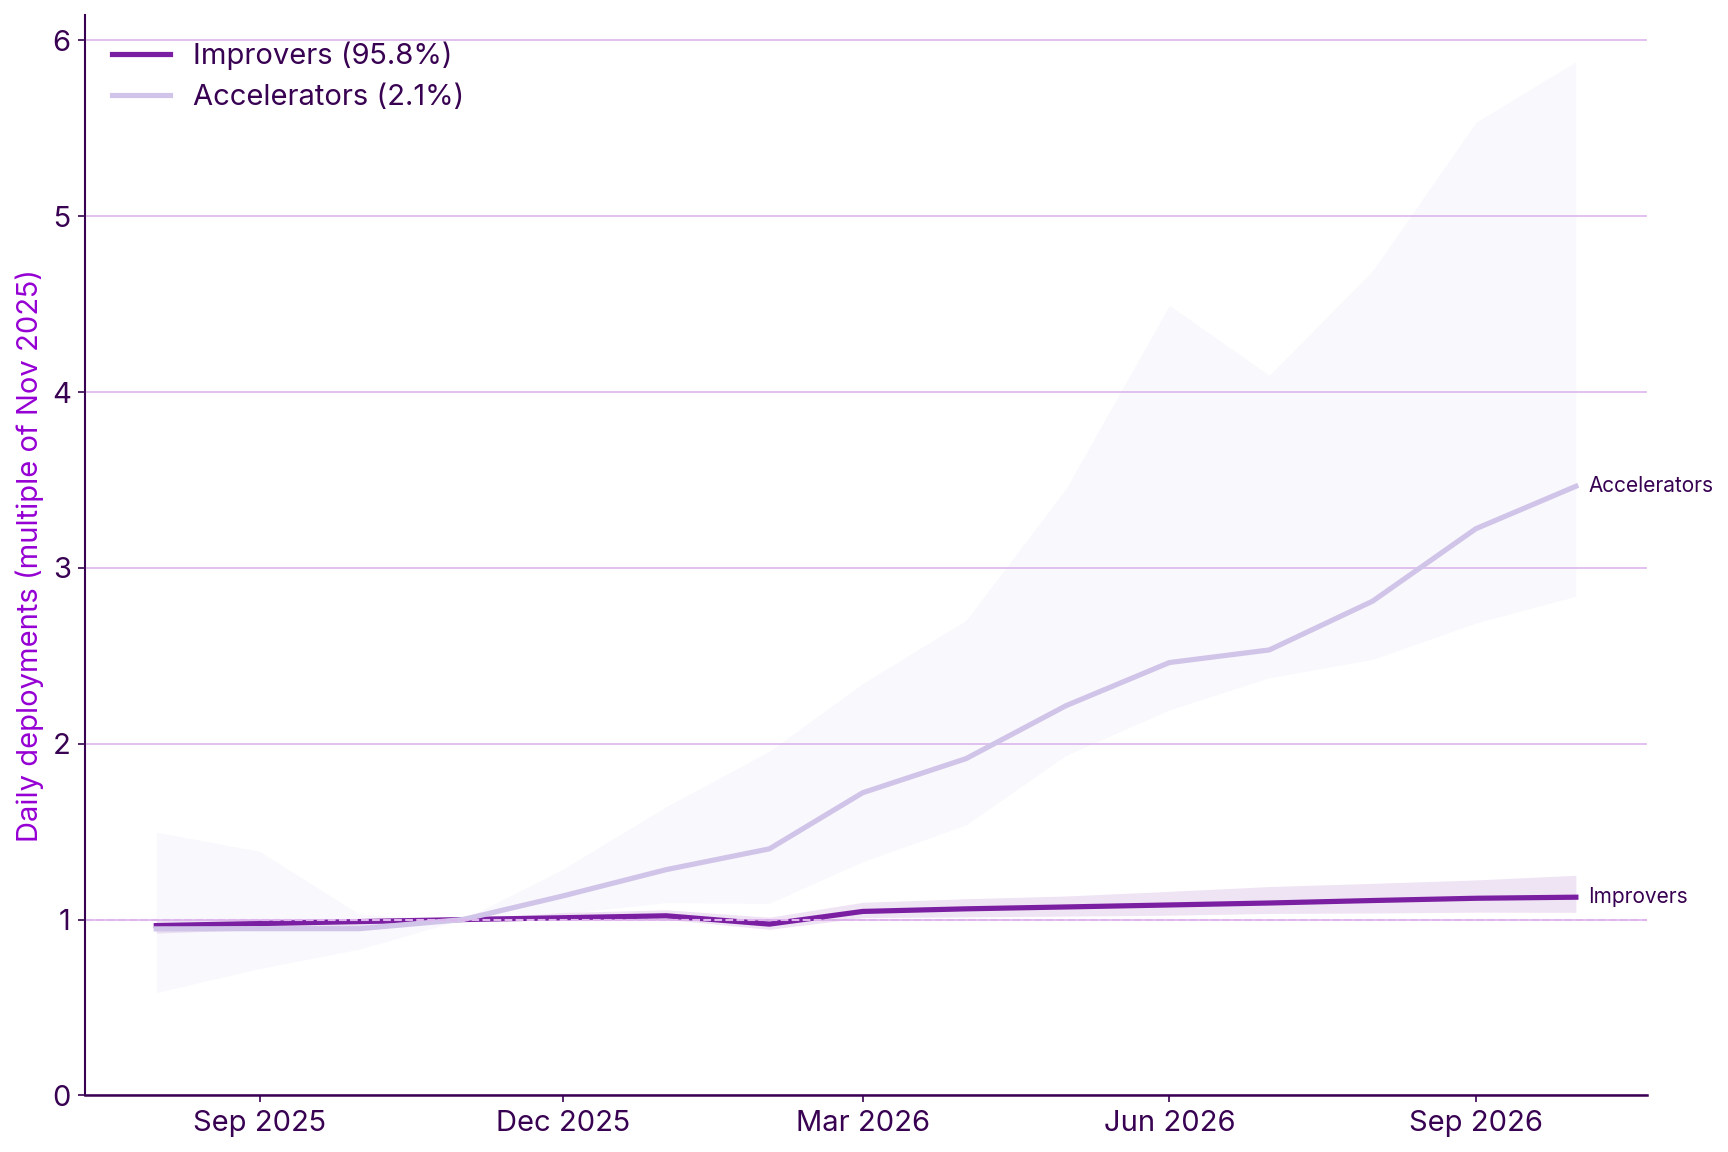 Improvers (95.8%)
Accelerators (2.1%)
Daily deployments (multiple of Nov 2025)
6
5
4
3
2
1
0
Accelerators
Improvers
Sep 2025
Dec 2025
Mar 2026
Jun 2026
Sep 2026